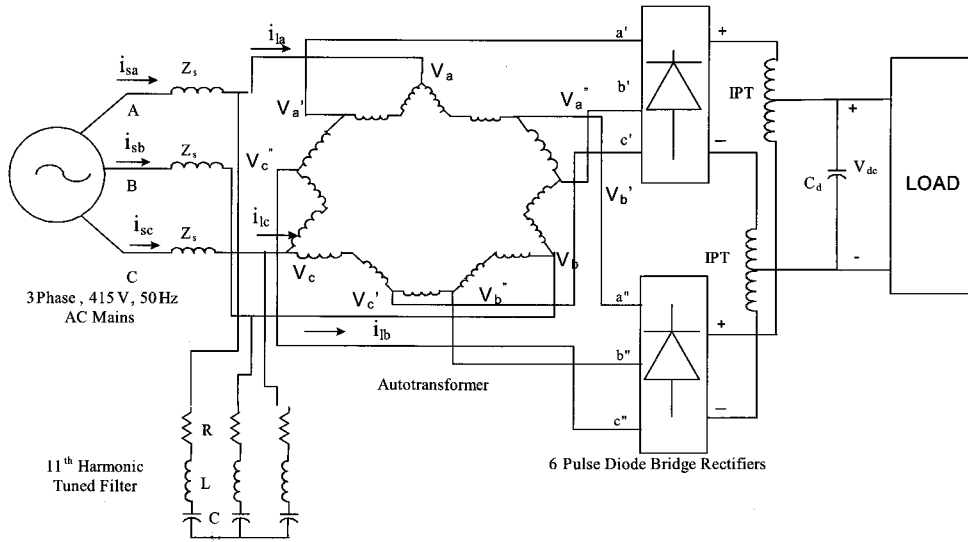 i_la
a'
+
V_a
i_sa
Z_s
IPT
V_a'
V_a"
b'
A
+
c'
i_sb
Z_s
V_c"
−
C_d
V_dc
LOAD
B
V_b'
i_lc
i_sc
Z_s
IPT
V_c
V_b
−
C
a"
3 Phase , 415 V, 50 Hz
AC Mains
V_c'
V_b"
+
i_lb
b"
Autotransformer
c"
−
R
6 Pulse Diode Bridge Rectifiers
11th Harmonic
Tuned Filter
L
C